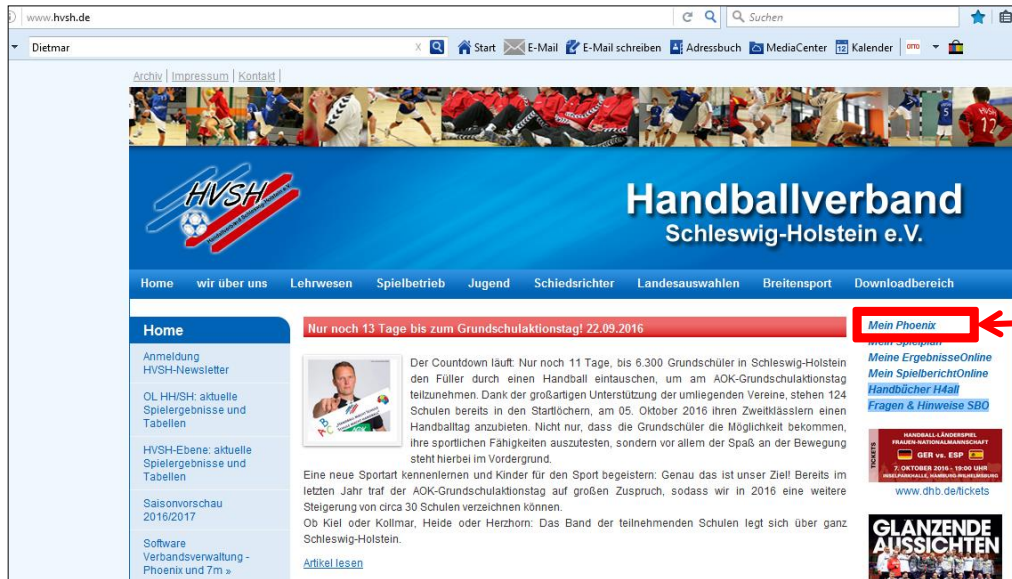 www.hvsh.de
Suchen
Dietmar
Start E-Mail E-Mail schreiben Adressbuch MediaCenter 12 Kalender OTTO
Archiv | Impressum | Kontakt |
HVSH
Handballverband Schleswig-Holstein e.V.
Handballverband
Schleswig-Holstein e.V.
HVSH
12
Home wir über uns Lehrwesen Spielbetrieb Jugend Schiedsrichter Landesauswahlen Breitensport Downloadbereich
Home
Anmeldung
HVSH-Newsletter
OL HH/SH: aktuelle
Spielergebnisse und
Tabellen
HVSH-Ebene: aktuelle
Spielergebnisse und
Tabellen
Saisonvorschau
2016/2017
Software
Verbandsverwaltung -
Phoenix und 7m »
Nur noch 13 Tage bis zum Grundschulaktionstag! 22.09.2016
Der Countdown läuft: Nur noch 11 Tage, bis 6.300 Grundschüler in Schleswig-Holstein
den Füller durch einen Handball eintauschen, um am AOK-Grundschulaktionstag
teilzunehmen. Dank der großartigen Unterstützung der umliegenden Vereine, stehen 124
Schulen bereits in den Startlöchern, am 05. Oktober 2016 ihren Zweitklässlern einen
Handballtag anzubieten. Nicht nur, dass die Grundschüler die Möglichkeit bekommen,
ihre sportlichen Fähigkeiten auszutesten, sondern vor allem der Spaß an der Bewegung
steht hierbei im Vordergrund.
Eine neue Sportart kennenlernen und Kinder für den Sport begeistern: Genau das ist unser Ziel! Bereits im
letzten Jahr traf der AOK-Grundschulaktionstag auf großen Zuspruch, sodass wir in 2016 eine weitere
Steigerung von circa 30 Schulen verzeichnen können.
Ob Kiel oder Kollmar, Heide oder Herzhorn: Das Band der teilnehmenden Schulen legt sich über ganz
Schleswig-Holstein.
Artikel lesen
Mein Phoenix
Mein Spielplan
Meine ErgebnisseOnline
Mein SpielberichtOnline
Handbücher H4all
Fragen & Hinweise SBO
TICKETS
HANDBALL-LÄNDERSPIEL
FRAUEN-NATIONALMANNSCHAFT
GER vs. ESP
7. OKTOBER 2016 - 19:00 UHR
INSELPARKHALLE, HAMBURG-WILHELMSBURG
www.dhb.de/tickets
GLÄNZENDE
AUSSICHTEN